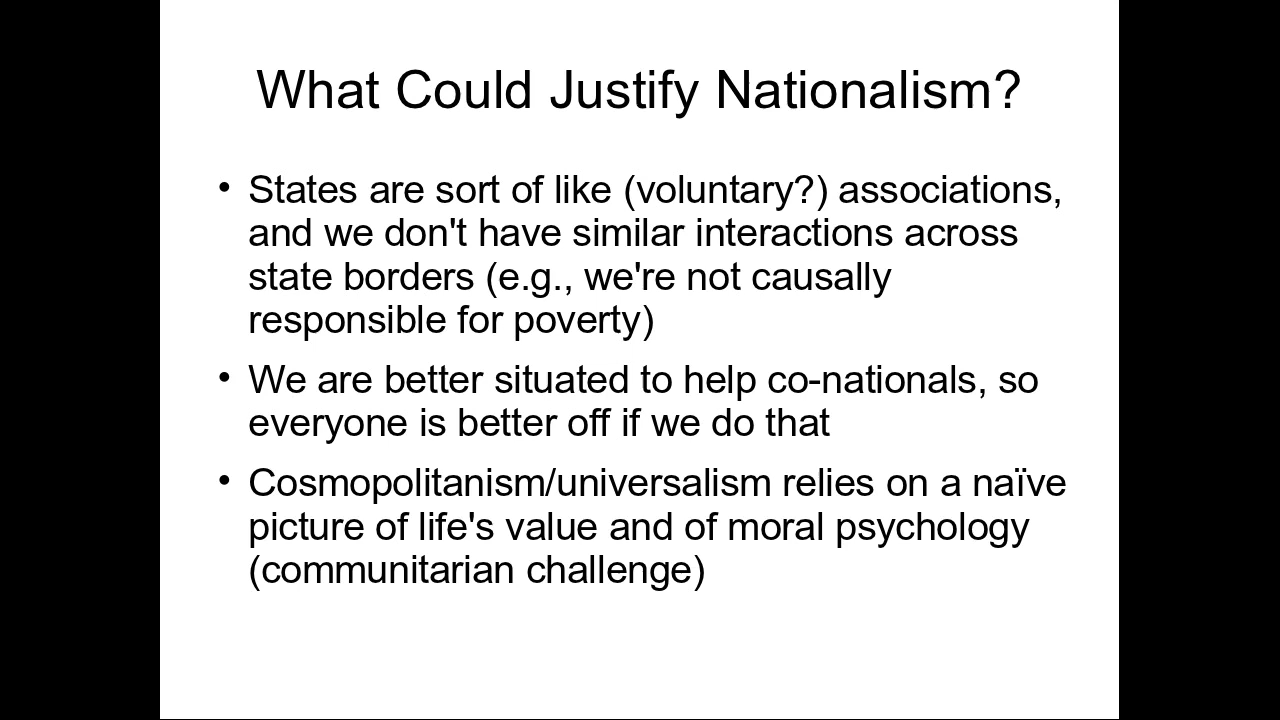 What Could Justify Nationalism?
• States are sort of like (voluntary?) associations,
and we don't have similar interactions across
state borders (e.g., we're not causally
responsible for poverty)
• We are better situated to help co-nationals, so
everyone is better off if we do that
• Cosmopolitanism/universalism relies on a naïve
picture of life's value and of moral psychology
(communitarian challenge)